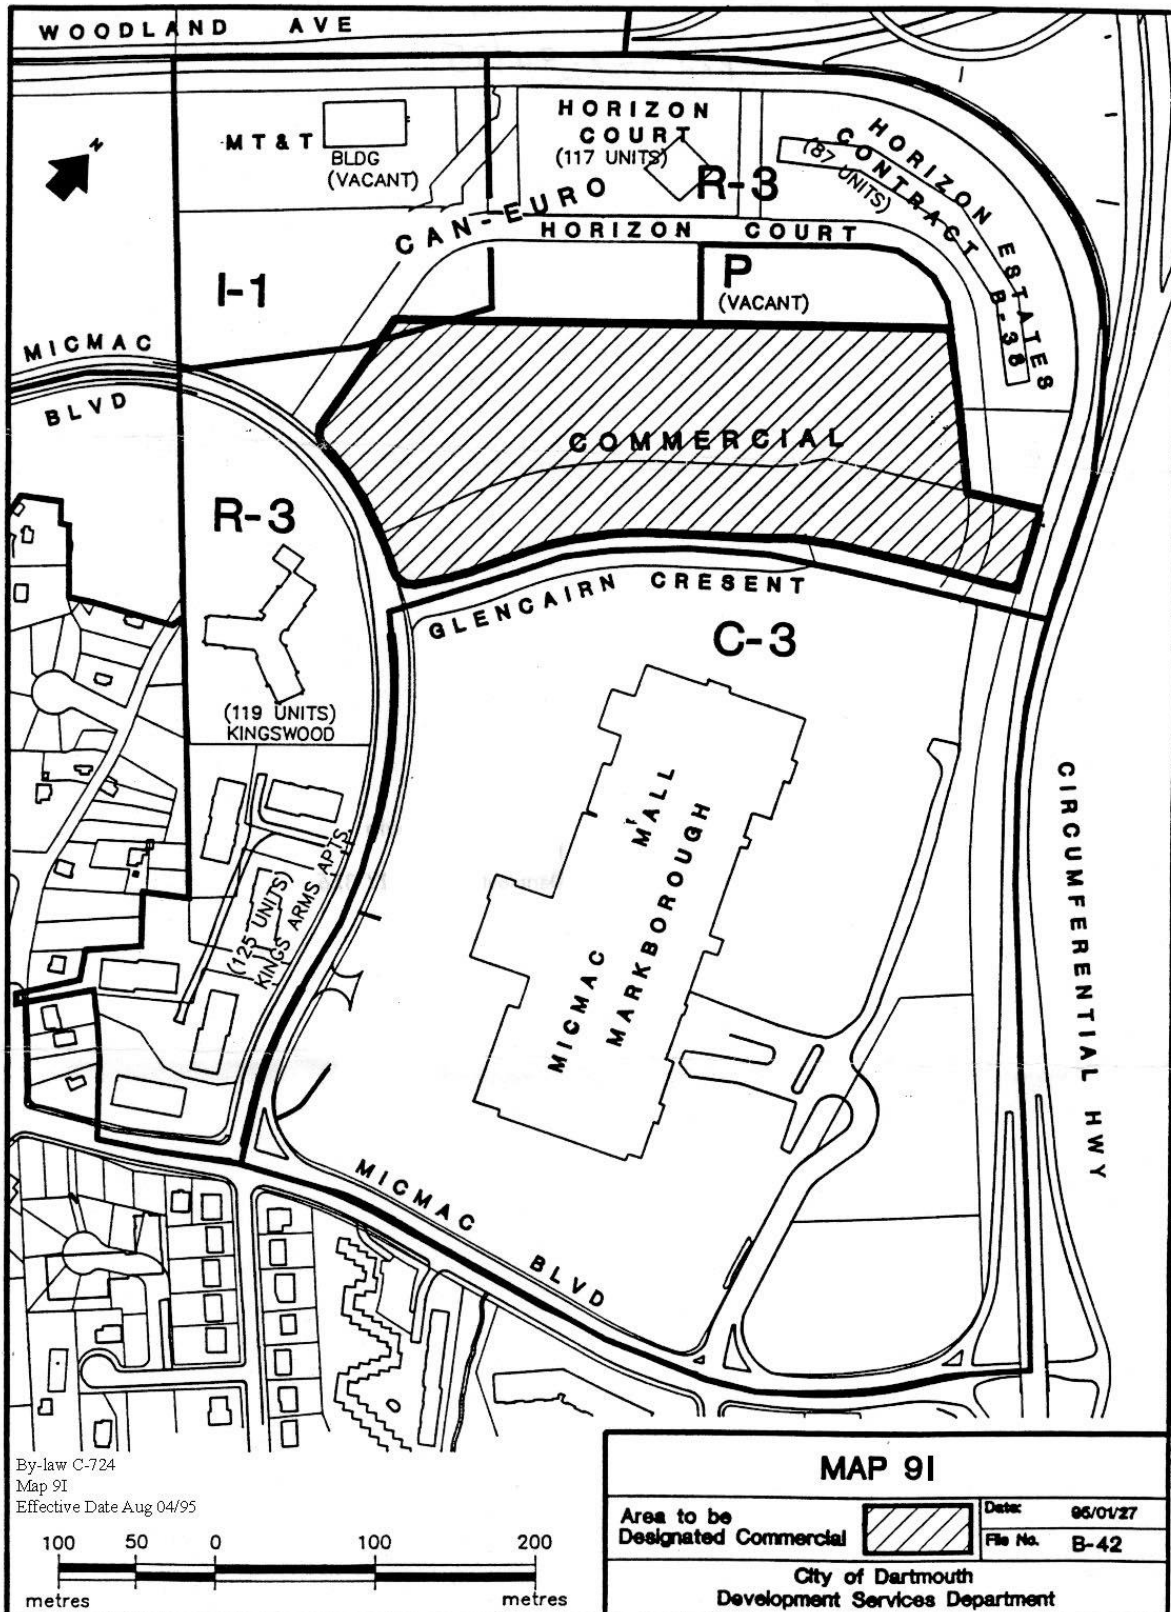 WOODLAND AVE
MT&T
BLDG
(VACANT)
HORIZON
COURT
(117 UNITS)
R-3
HORIZON ESTATES
CONTRACT B-38
(87 UNITS)
N
CAN-EURO
HORIZON COURT
I-1
P
(VACANT)
MICMAC
BLVD
COMMERCIAL
R-3
GLENCAIRN CRESENT
C-3
(119 UNITS)
KINGSWOOD
MICMAC MALL
MARKBOROUGH
(125 UNITS)
KINGS ARMS APTS.
CIRCUMFERENTIAL HWY
MICMAC BLVD
By-law C-724
Map 9I
Effective Date Aug 04/95
100 50 0 100 200
metres metres
MAP 9I
Area to be
Designated Commercial
Date: 95/01/27
File No. B-42
City of Dartmouth
Development Services Department